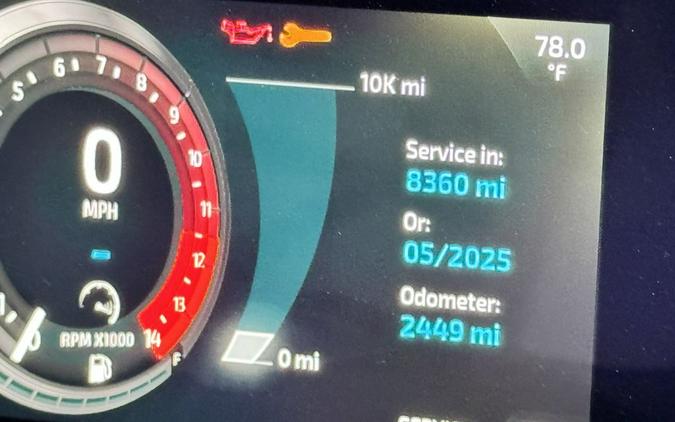 78.0
°F
10K mi
5
6
7
8
9
10
11
12
13
14
0
MPH
Service in:
8360 mi
Or:
05/2025
Odometer:
2449 mi
0
RPM X1000
F
0 mi